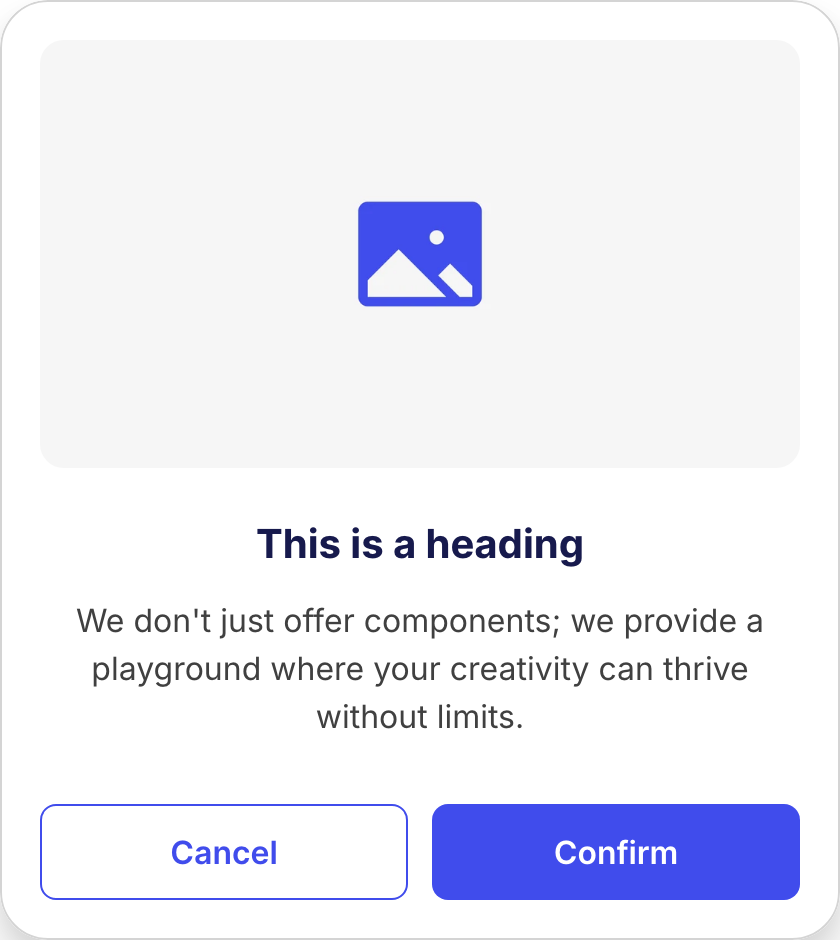 This is a heading
We don't just offer components; we provide a
playground where your creativity can thrive
without limits.
Cancel
Confirm